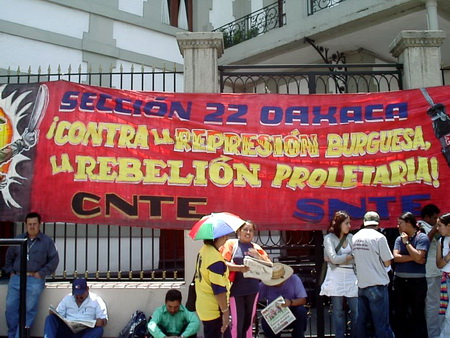 SECCIÓN 22 OAXACA
¡CONTRA LA REPRESIÓN BURGUESA,
LA REBELIÓN PROLETARIA!
CNTE SNTE